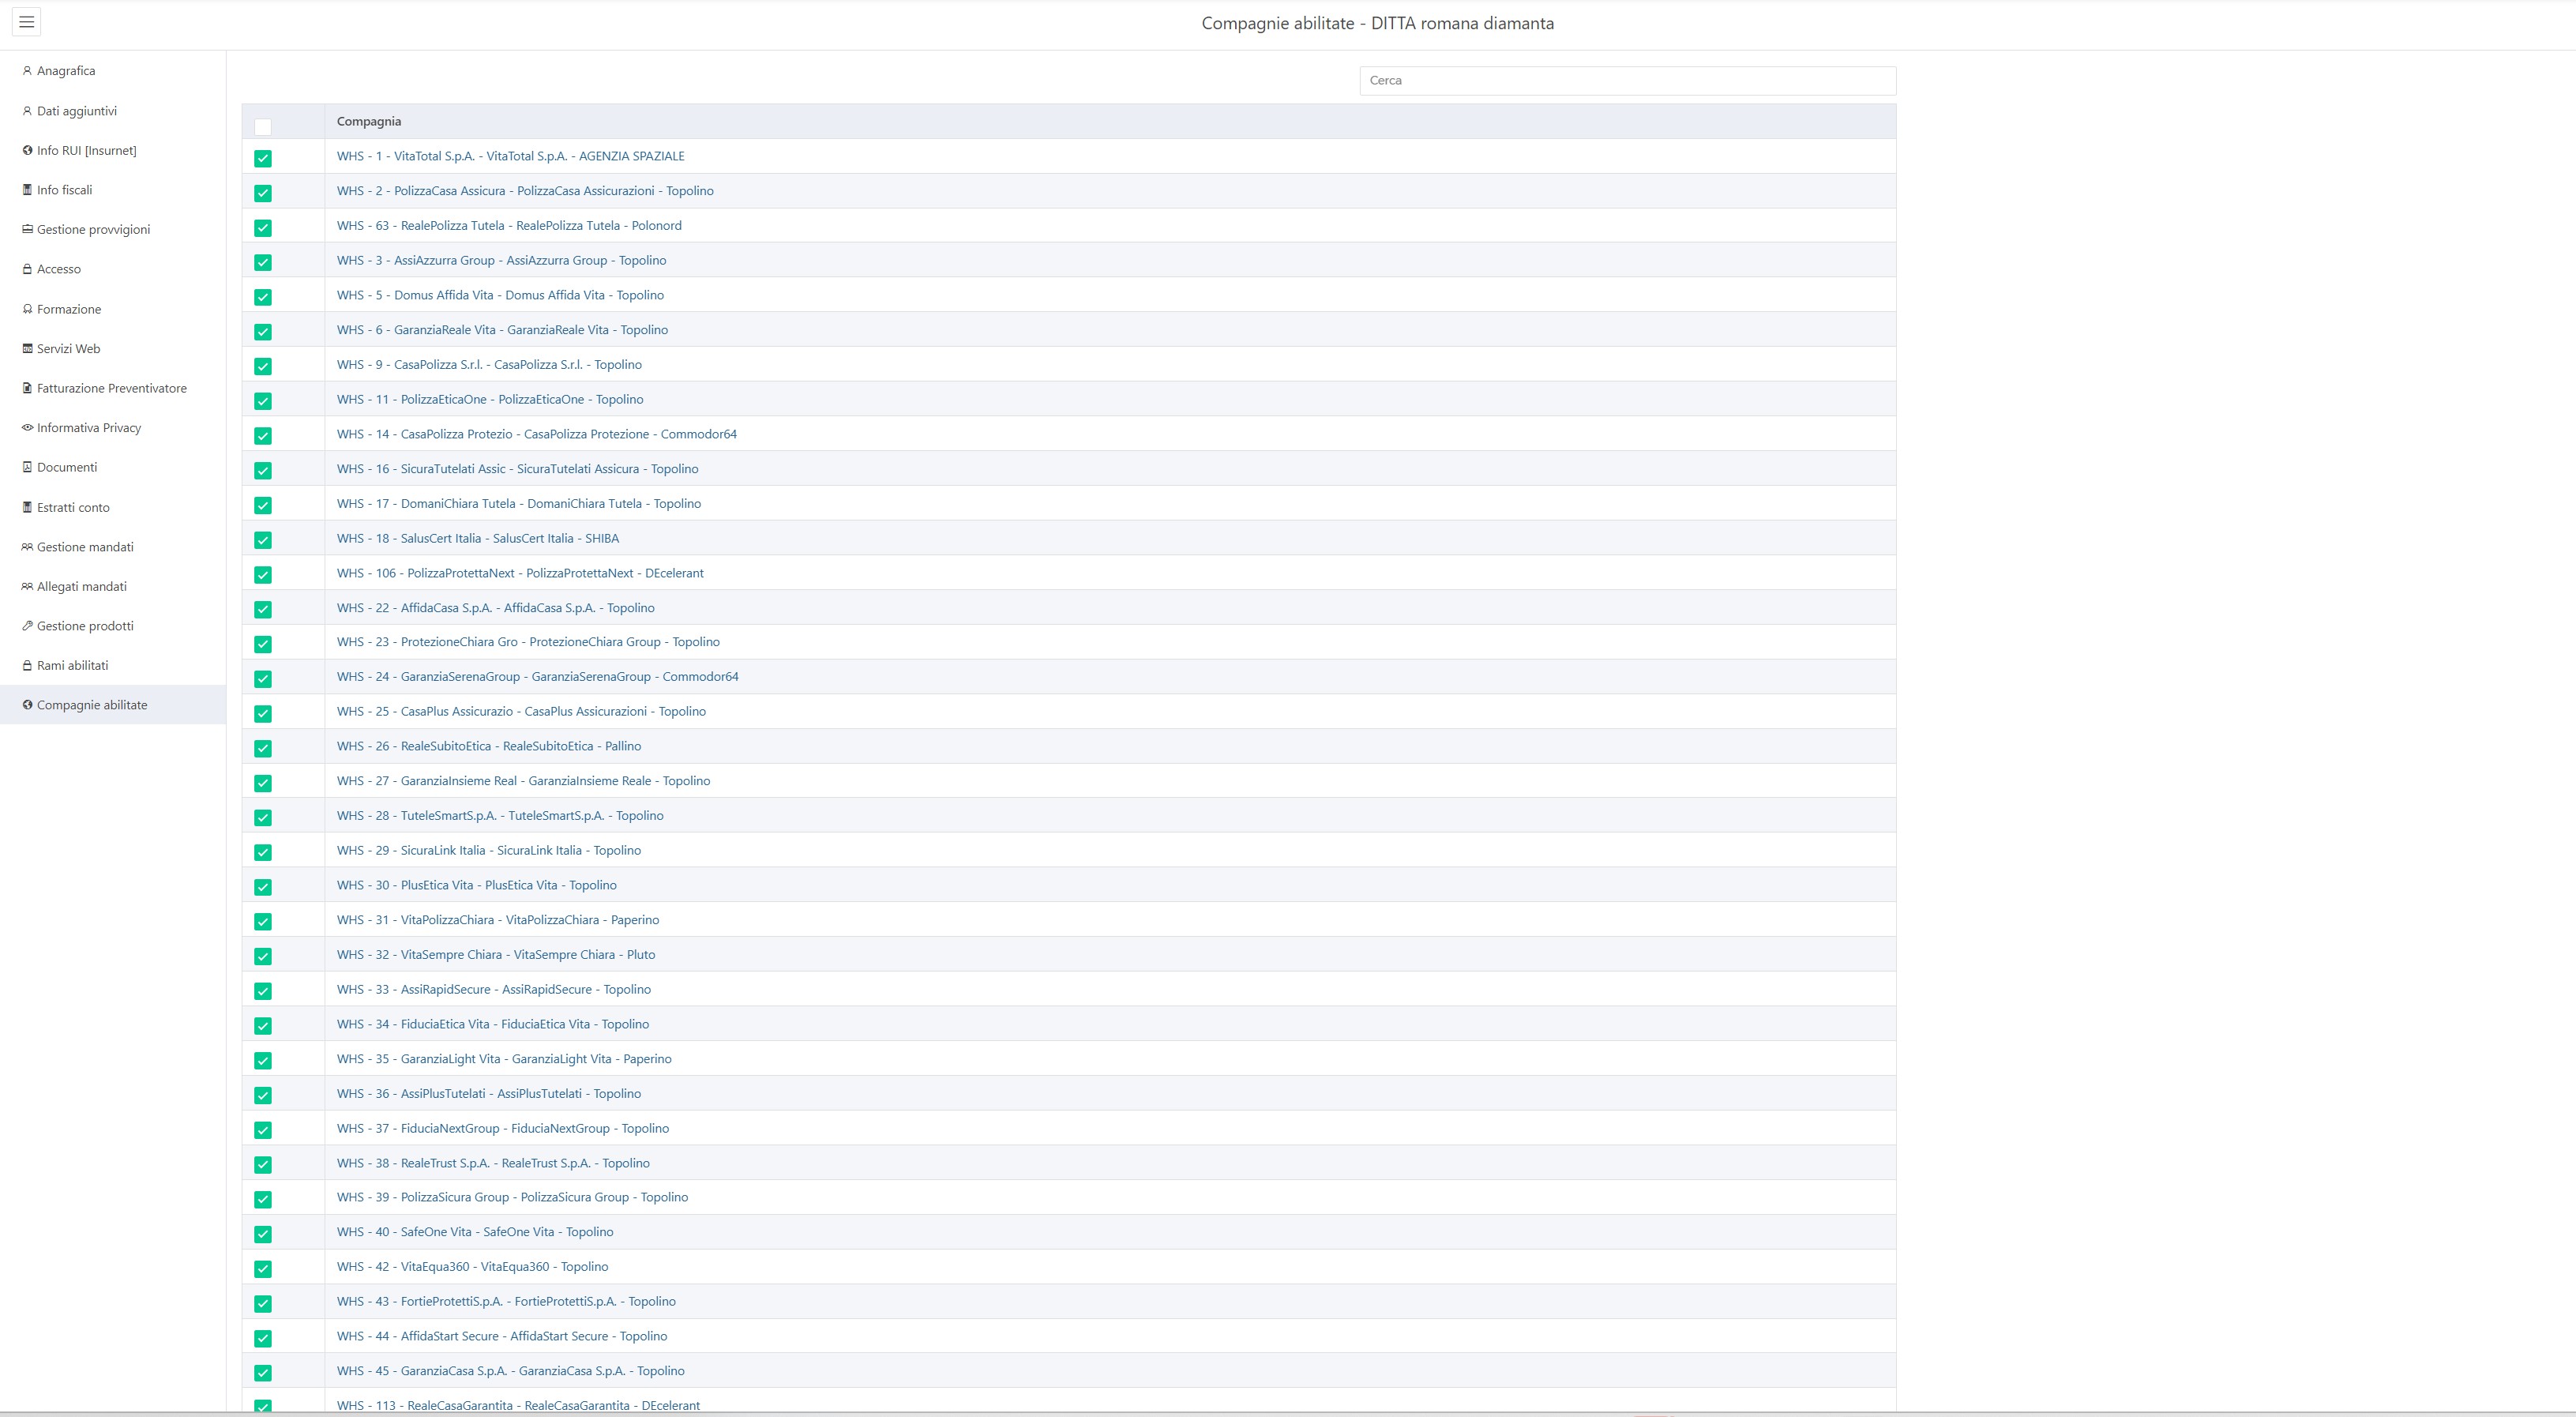 Compagnie abilitate - DITTA romana diamanta
Anagrafica
Dati aggiuntivi
Info RUI [Insurnet]
Info fiscali
Gestione provvigioni
Accesso
Formazione
Servizi Web
Fatturazione Preventivatore
Informativa Privacy
Documenti
Estratti conto
Gestione mandati
Allegati mandati
Gestione prodotti
Rami abilitati
Compagnie abilitate
Cerca
Compagnia
WHS - 1 - VitaTotal S.p.A. - VitaTotal S.p.A. - AGENZIA SPAZIALE
WHS - 2 - PolizzaCasa Assicura - PolizzaCasa Assicurazioni - Topolino
WHS - 63 - RealePolizza Tutela - RealePolizza Tutela - Polonord
WHS - 3 - AssiAzzurra Group - AssiAzzurra Group - Topolino
WHS - 5 - Domus Affida Vita - Domus Affida Vita - Topolino
WHS - 6 - GaranziaReale Vita - GaranziaReale Vita - Topolino
WHS - 9 - CasaPolizza S.r.l. - CasaPolizza S.r.l. - Topolino
WHS - 11 - PolizzaEticaOne - PolizzaEticaOne - Topolino
WHS - 14 - CasaPolizza Protezio - CasaPolizza Protezione - Commodor64
WHS - 16 - SicuraTutelati Assic - SicuraTutelati Assicura - Topolino
WHS - 17 - DomaniChiara Tutela - DomaniChiara Tutela - Topolino
WHS - 18 - SalusCert Italia - SalusCert Italia - SHIBA
WHS - 106 - PolizzaProtettaNext - PolizzaProtettaNext - DEcelerant
WHS - 22 - AffidaCasa S.p.A. - AffidaCasa S.p.A. - Topolino
WHS - 23 - ProtezioneChiara Gro - ProtezioneChiara Group - Topolino
WHS - 24 - GaranziaSerenaGroup - GaranziaSerenaGroup - Commodor64
WHS - 25 - CasaPlus Assicurazio - CasaPlus Assicurazioni - Topolino
WHS - 26 - RealeSubitoEtica - RealeSubitoEtica - Pallino
WHS - 27 - GaranziaInsieme Real - GaranziaInsieme Reale - Topolino
WHS - 28 - TuteleSmartS.p.A. - TuteleSmartS.p.A. - Topolino
WHS - 29 - SicuraLink Italia - SicuraLink Italia - Topolino
WHS - 30 - PlusEtica Vita - PlusEtica Vita - Topolino
WHS - 31 - VitaPolizzaChiara - VitaPolizzaChiara - Paperino
WHS - 32 - VitaSempre Chiara - VitaSempre Chiara - Pluto
WHS - 33 - AssiRapidSecure - AssiRapidSecure - Topolino
WHS - 34 - FiduciaEtica Vita - FiduciaEtica Vita - Topolino
WHS - 35 - GaranziaLight Vita - GaranziaLight Vita - Paperino
WHS - 36 - AssiPlusTutelati - AssiPlusTutelati - Topolino
WHS - 37 - FiduciaNextGroup - FiduciaNextGroup - Topolino
WHS - 38 - RealeTrust S.p.A. - RealeTrust S.p.A. - Topolino
WHS - 39 - PolizzaSicura Group - PolizzaSicura Group - Topolino
WHS - 40 - SafeOne Vita - SafeOne Vita - Topolino
WHS - 42 - VitaEqua360 - VitaEqua360 - Topolino
WHS - 43 - FortieProtettiS.p.A. - FortieProtettiS.p.A. - Topolino
WHS - 44 - AffidaStart Secure - AffidaStart Secure - Topolino
WHS - 45 - GaranziaCasa S.p.A. - GaranziaCasa S.p.A. - Topolino
WHS - 113 - RealeCasaGarantita - RealeCasaGarantita - DEcelerant